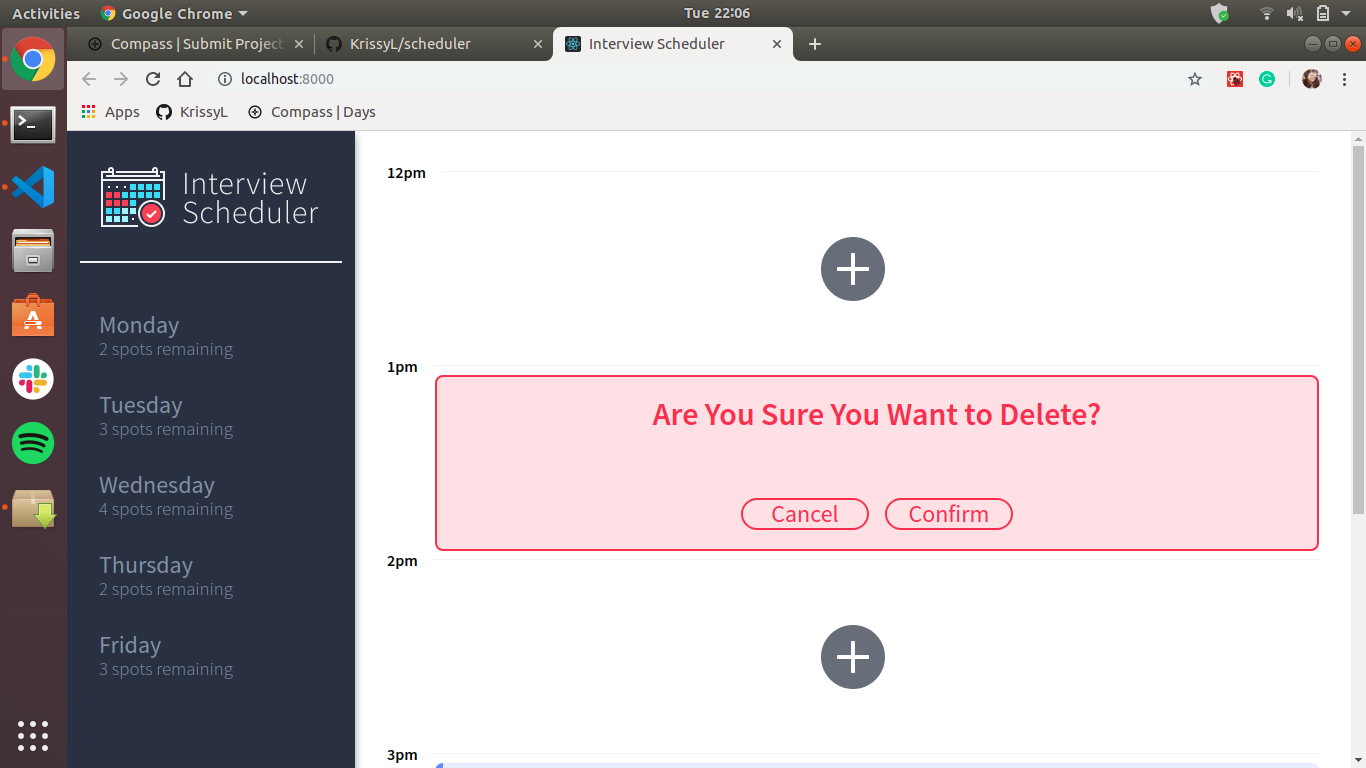 Activities
Google Chrome
Tue 22:06
Compass | Submit Project
KrissyL/scheduler
Interview Scheduler
localhost:8000
Apps
KrissyL
Compass | Days
Interview
Scheduler
Monday
2 spots remaining
Tuesday
3 spots remaining
Wednesday
4 spots remaining
Thursday
2 spots remaining
Friday
3 spots remaining
12pm
1pm
Are You Sure You Want to Delete?
Cancel
Confirm
2pm
3pm